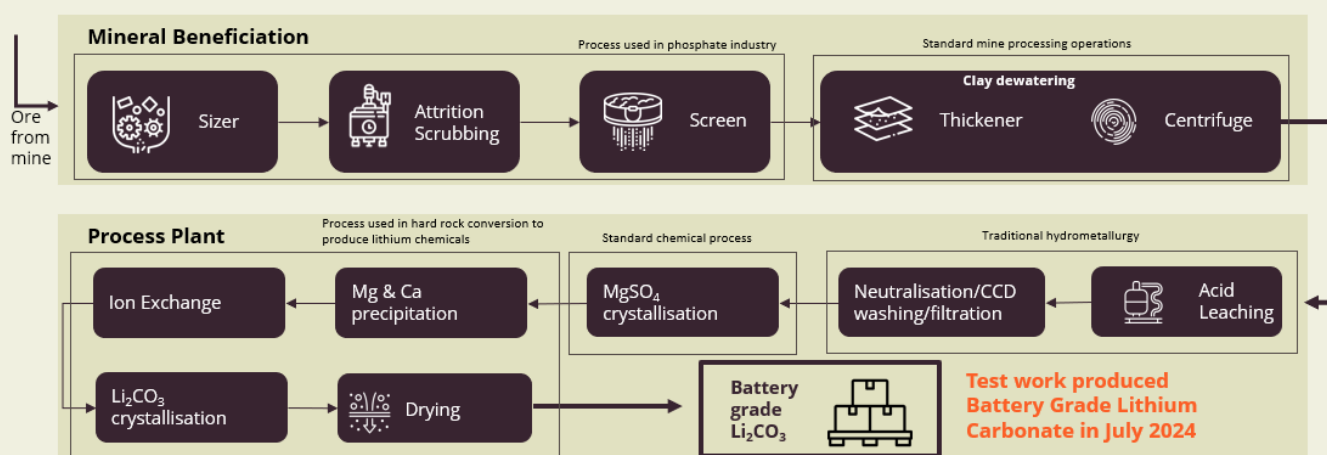 Mineral Beneficiation
Process used in phosphate industry
Standard mine processing operations
Ore
from
mine
Sizer
Attrition
Scrubbing
Screen
Clay dewatering
Thickener
Centrifuge
Process Plant
Process used in hard rock conversion to
produce lithium chemicals
Standard chemical process
Traditional hydrometallurgy
Ion Exchange
Mg & Ca
precipitation
MgSO₄
crystallisation
Neutralisation/CCD
washing/filtration
Acid
Leaching
Li₂CO₃
crystallisation
Drying
Battery
grade
Li₂CO₃
Test work produced
Battery Grade Lithium
Carbonate in July 2024